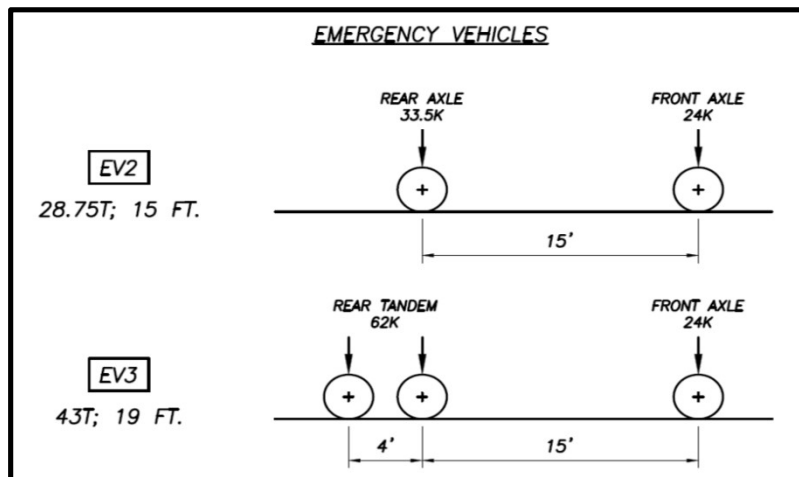 EMERGENCY VEHICLES
REAR AXLE
33.5K
FRONT AXLE
24K
EV2
28.75T; 15 FT.
15'
REAR TANDEM
62K
FRONT AXLE
24K
EV3
43T; 19 FT.
4'
15'